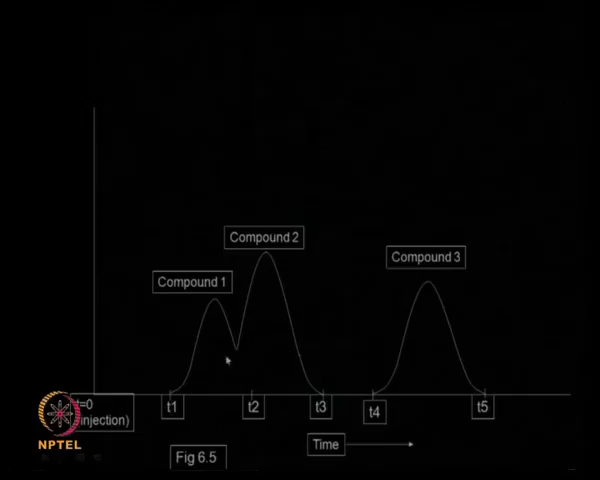 Compound 2
Compound 3
Compound 1
t=0
injection)
t1
t2
t3
t4
t5
Time
NPTEL
Fig 6.5